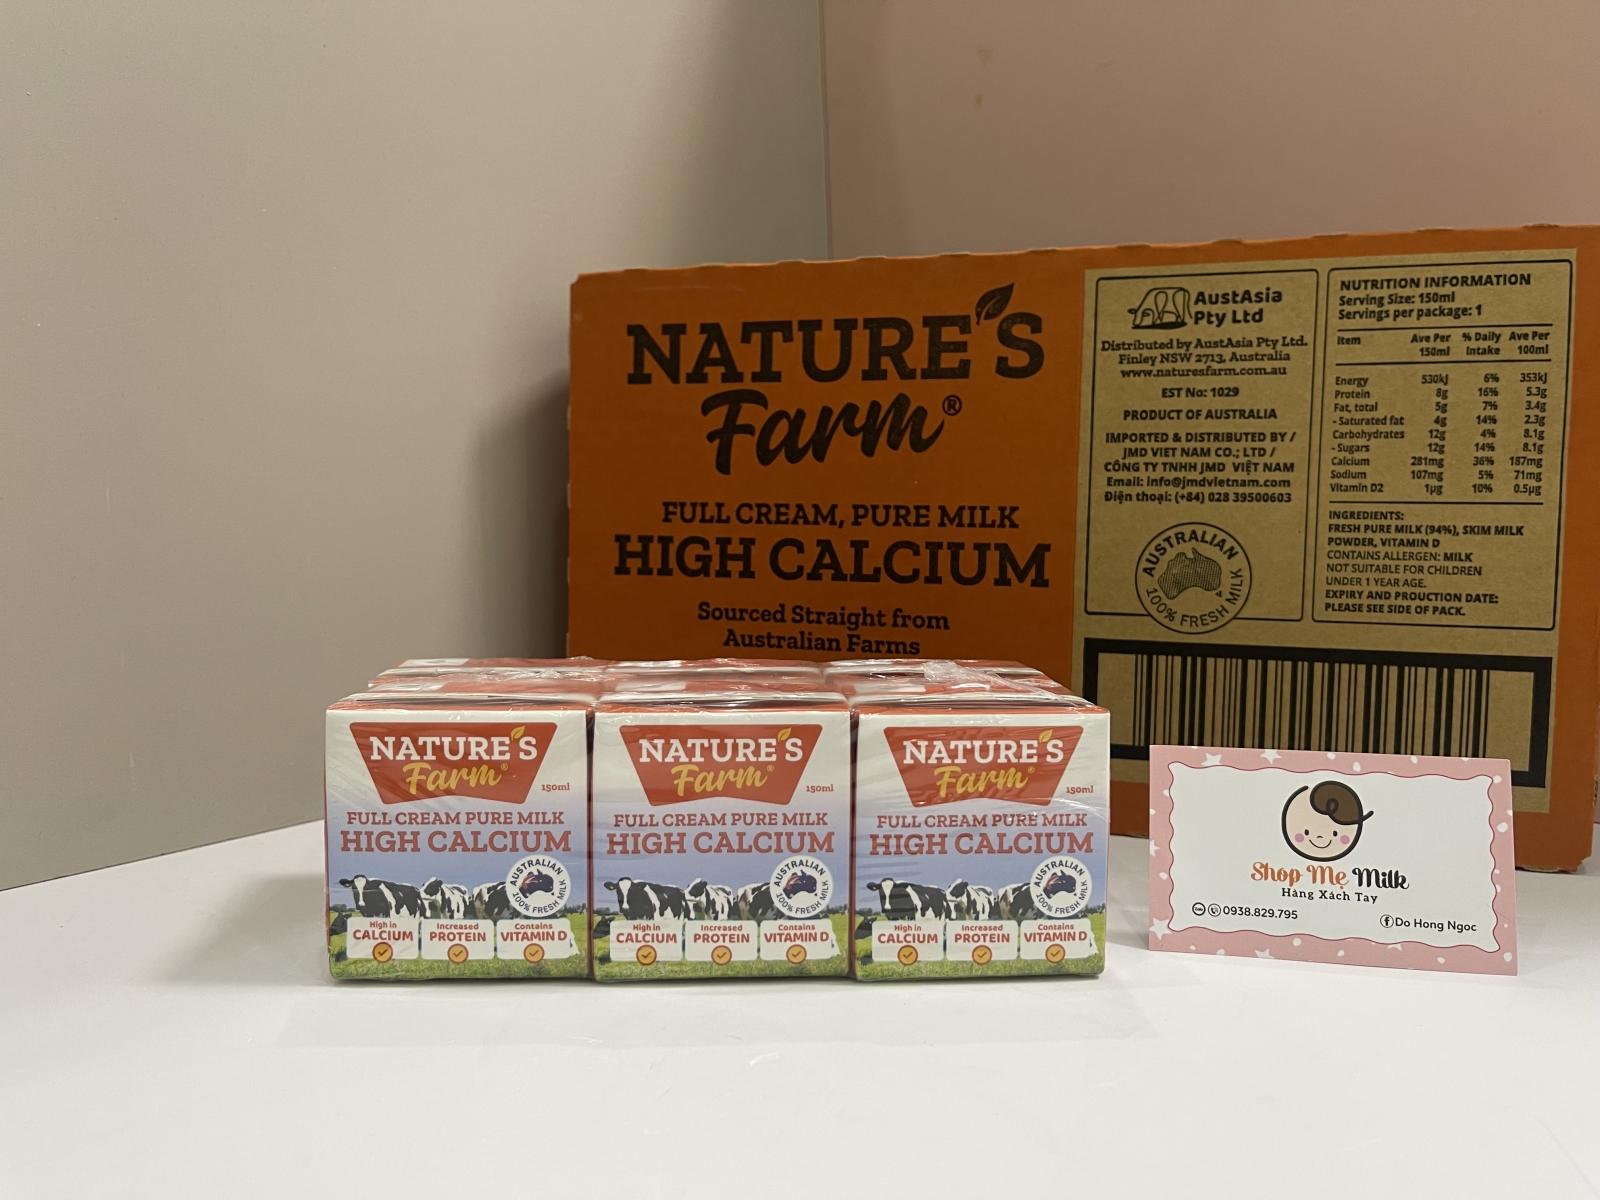 NATURE'S
Farm®
FULL CREAM, PURE MILK
HIGH CALCIUM
Sourced Straight from
Australian Farms
AustAsia
Pty Ltd
Distributed by AustAsia Pty Ltd.
Finley NSW 2713, Australia
www.naturesfarm.com.au
EST No: 1029
PRODUCT OF AUSTRALIA
IMPORTED & DISTRIBUTED BY /
JMD VIET NAM CO.; LTD /
CÔNG TY TNHH JMD VIỆT NAM
Email: info@jmdvietnam.com
Điện thoại: (+84) 028 39500603
AUSTRALIAN
100% FRESH MILK
NUTRITION INFORMATION
Serving Size: 150ml
Servings per package: 1
Item Ave Per 150ml % Daily Intake Ave Per 100ml
Energy 530kJ 6% 353kJ
Protein 8g 16% 5.3g
Fat, total 5g 7% 3.4g
- Saturated fat 4g 14% 2.3g
Carbohydrates 12g 4% 8.1g
- Sugars 12g 14% 8.1g
Calcium 281mg 36% 187mg
Sodium 107mg 5% 71mg
Vitamin D2 1µg 10% 0.5µg
INGREDIENTS:
FRESH PURE MILK (94%), SKIM MILK
POWDER, VITAMIN D
CONTAINS ALLERGEN: MILK
NOT SUITABLE FOR CHILDREN
UNDER 1 YEAR AGE.
EXPIRY AND PROUCTION DATE:
PLEASE SEE SIDE OF PACK.
NATURE'S
Farm®
150ml
FULL CREAM PURE MILK
HIGH CALCIUM
AUSTRALIAN
100% FRESH MILK
High in
CALCIUM
Increased
PROTEIN
Contains
VITAMIN D
NATURE'S
Farm®
150ml
FULL CREAM PURE MILK
HIGH CALCIUM
AUSTRALIAN
100% FRESH MILK
High in
CALCIUM
Increased
PROTEIN
Contains
VITAMIN D
NATURE'S
Farm®
150ml
FULL CREAM PURE MILK
HIGH CALCIUM
AUSTRALIAN
100% FRESH MILK
High in
CALCIUM
Increased
PROTEIN
Contains
VITAMIN D
Shop Mẹ Milk
Hàng Xách Tay
0938.829.795
Do Hong Ngoc